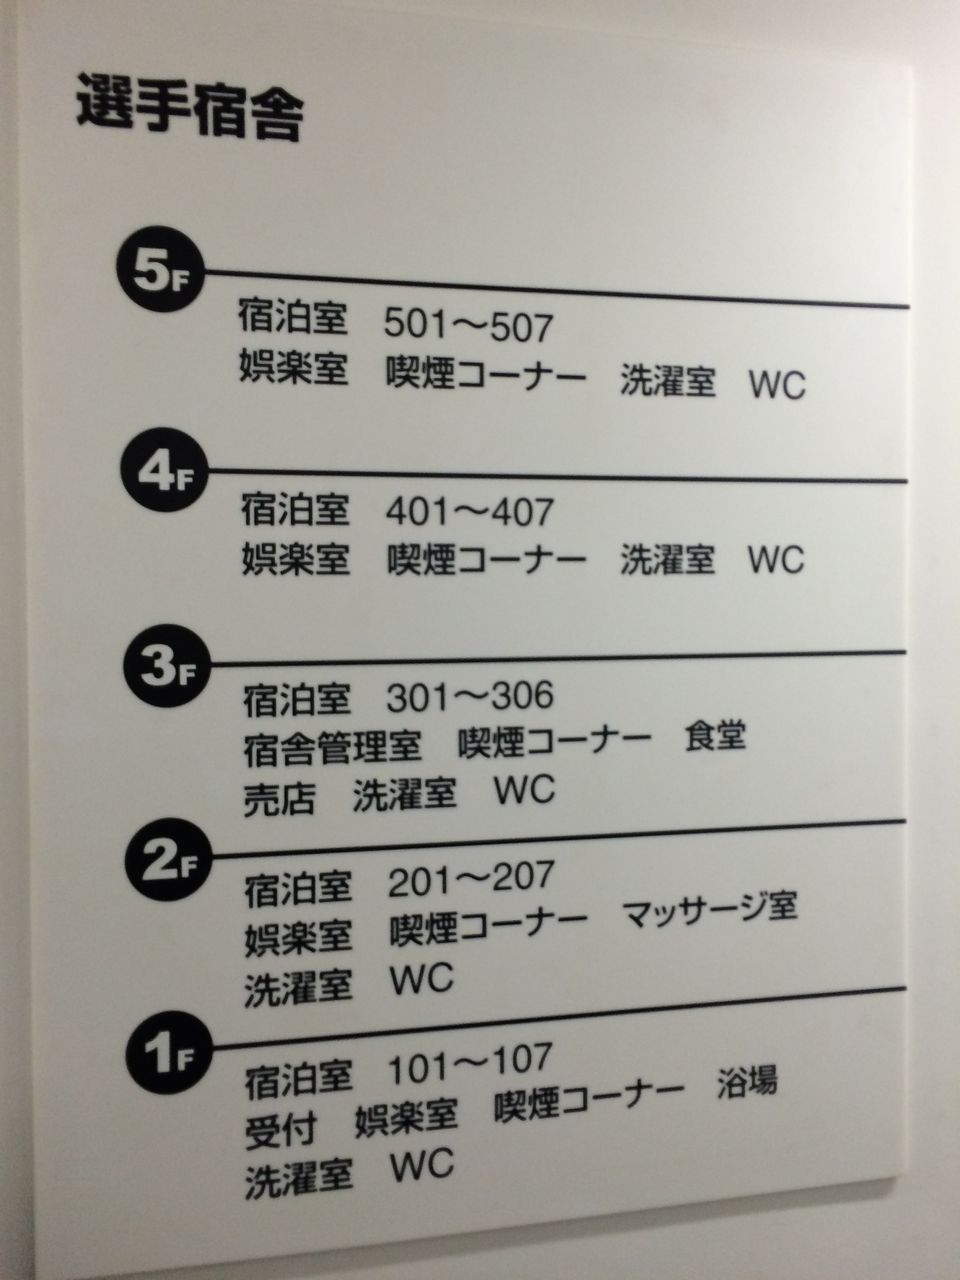 選手宿舎
5F
宿泊室　501～507
娯楽室　喫煙コーナー　洗濯室　WC
4F
宿泊室　401～407
娯楽室　喫煙コーナー　洗濯室　WC
3F
宿泊室　301～306
宿舎管理室　喫煙コーナー　食堂
売店　洗濯室　WC
2F
宿泊室　201～207
娯楽室　喫煙コーナー　マッサージ室
洗濯室　WC
1F
宿泊室　101～107
受付　娯楽室　喫煙コーナー　浴場
洗濯室　WC